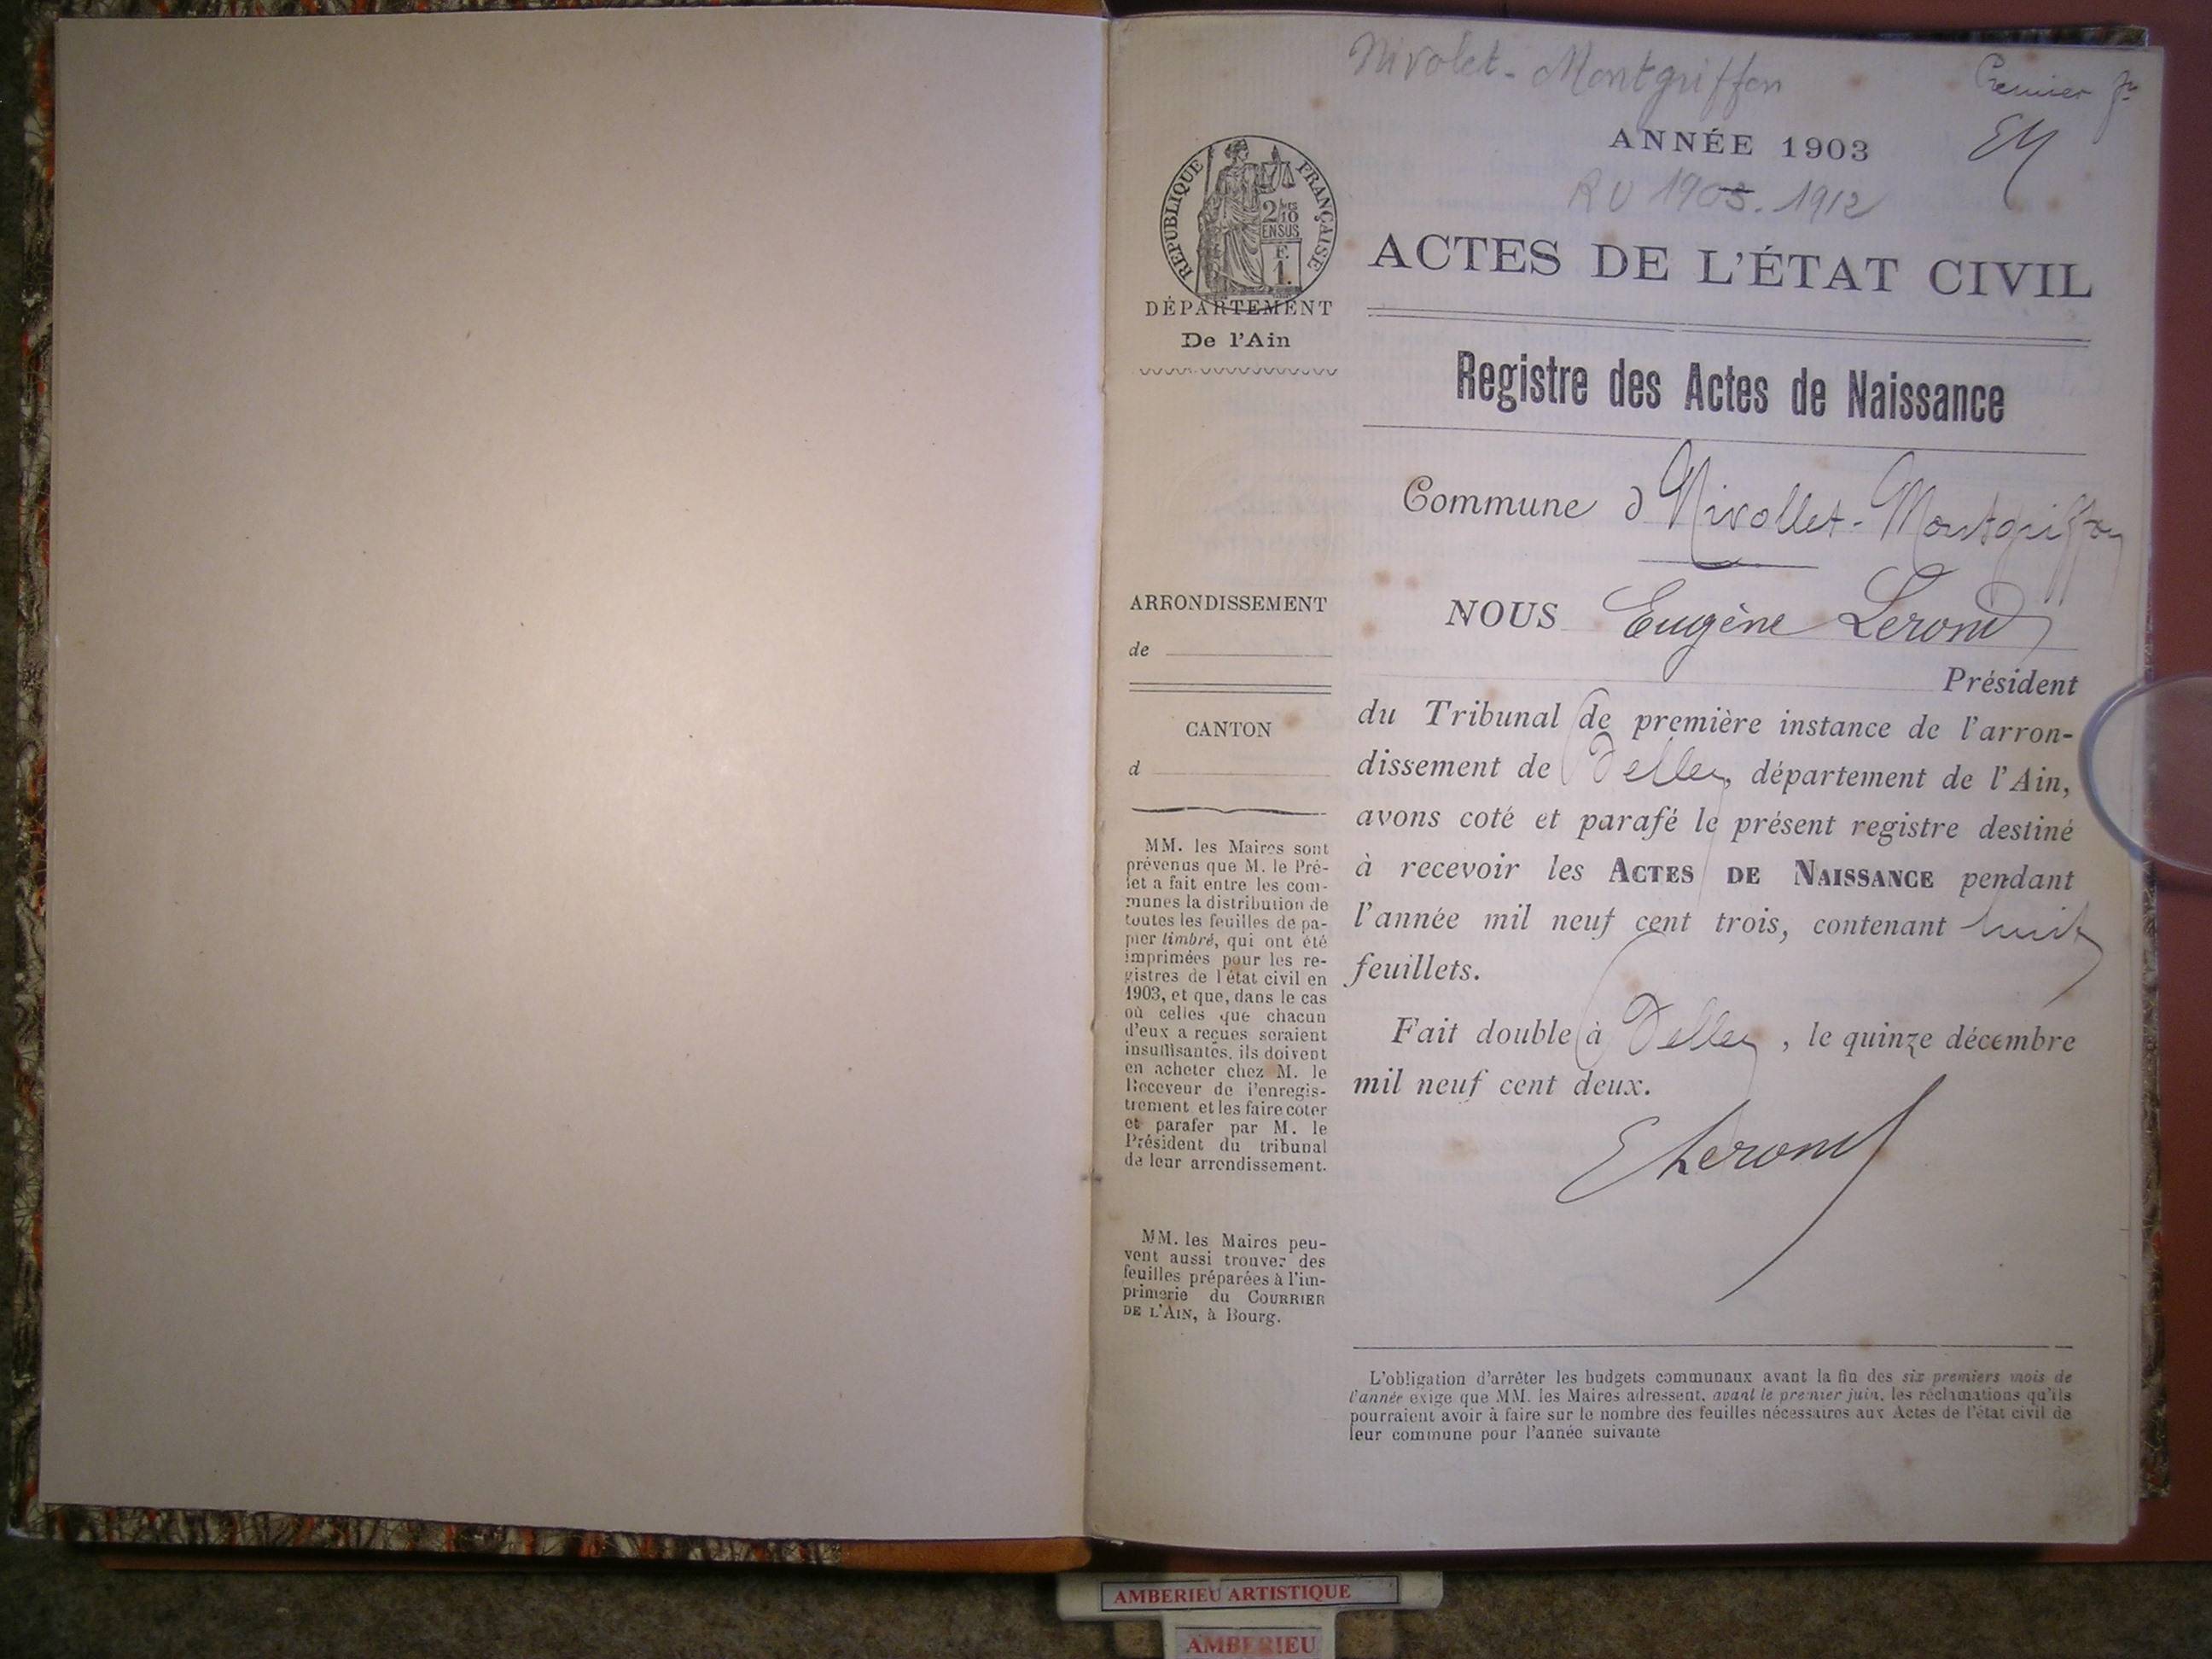 Nivolet-Montgriffon
Premier
EM
ANNÉE 1903
RU 1903.1912
RÉPUBLIQUE FRANÇAISE
2/10
EN SUS
F.
1.
ACTES DE L'ÉTAT CIVIL
DÉPARTEMENT
De l'Ain
Registre des Actes de Naissance
Commune d Nivollet-Montgriffon
ARRONDISSEMENT
de
CANTON
d
MM. les Maires sont
prévenus que M. le Pré-
fet a fait entre les com-
munes la distribution de
toutes les feuilles de pa-
pier timbré, qui ont été
imprimées pour les re-
gistres de l'état civil en
1903, et que, dans le cas
où celles que chacun
d'eux a reçues seraient
insuffisantes, ils doivent
en acheter chez M. le
Receveur de l'enregis-
trement et les faire coter
et parafer par M. le
Président du tribunal
de leur arrondissement.
MM. les Maires peu-
vent aussi trouver des
feuilles préparées à l'im-
primerie du COURRIER
DE L'AIN, à Bourg.
NOUS Eugène Lerond
Président
du Tribunal de première instance de l'arron-
dissement de Belley, département de l'Ain,
avons coté et parafé le présent registre destiné
à recevoir les ACTES DE NAISSANCE pendant
l'année mil neuf cent trois, contenant huit
feuillets.
Fait double à Belley, le quinze décembre
mil neuf cent deux.
E Lerond
L'obligation d'arrêter les budgets communaux avant la fin des six premiers mois de
l'année exige que MM. les Maires adressent, avant le premier juin, les réclamations qu'ils
pourraient avoir à faire sur le nombre des feuilles nécessaires aux Actes de l'état civil de
leur commune pour l'année suivante
AMBERIEU ARTISTIQUE
AMBERIEU